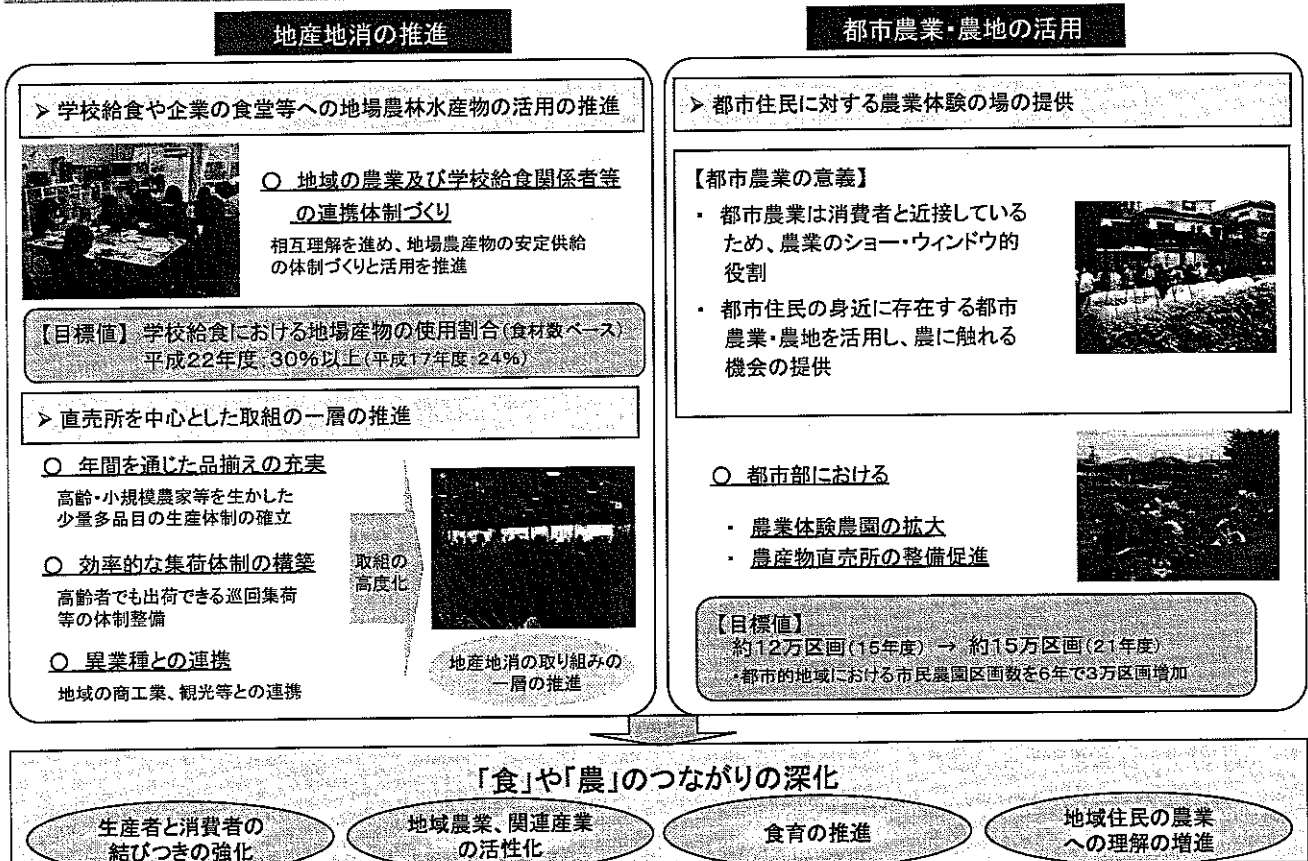 地産地消の推進
➢ 学校給食や企業の食堂等への地場農林水産物の活用の推進
○ 地域の農業及び学校給食関係者等
の連携体制づくり
相互理解を進め、地場農産物の安定供給
の体制づくりと活用を推進
【目標値】 学校給食における地場産物の使用割合(食材数ベース)
平成22年度:30%以上(平成17年度:24%)
➢ 直売所を中心とした取組の一層の推進
○ 年間を通じた品揃えの充実
高齢・小規模農家等を生かした
少量多品目の生産体制の確立
○ 効率的な集荷体制の構築
高齢者でも出荷できる巡回集荷
等の体制整備
○ 異業種との連携
地域の商工業、観光等との連携
取組の
高度化
地産地消の取り組みの
一層の推進
都市農業・農地の活用
➢ 都市住民に対する農業体験の場の提供
【都市農業の意義】
・ 都市農業は消費者と近接している
ため、農業のショー・ウィンドウ的
役割
・ 都市住民の身近に存在する都市
農業・農地を活用し、農に触れる
機会の提供
○ 都市部における
・ 農業体験農園の拡大
・ 農産物直売所の整備促進
【目標値】
約12万区画(15年度) → 約15万区画(21年度)
・都市的地域における市民農園区画数を6年で3万区画増加
「食」や「農」のつながりの深化
生産者と消費者の
結びつきの強化
地域農業、関連産業
の活性化
食育の推進
地域住民の農業
への理解の増進